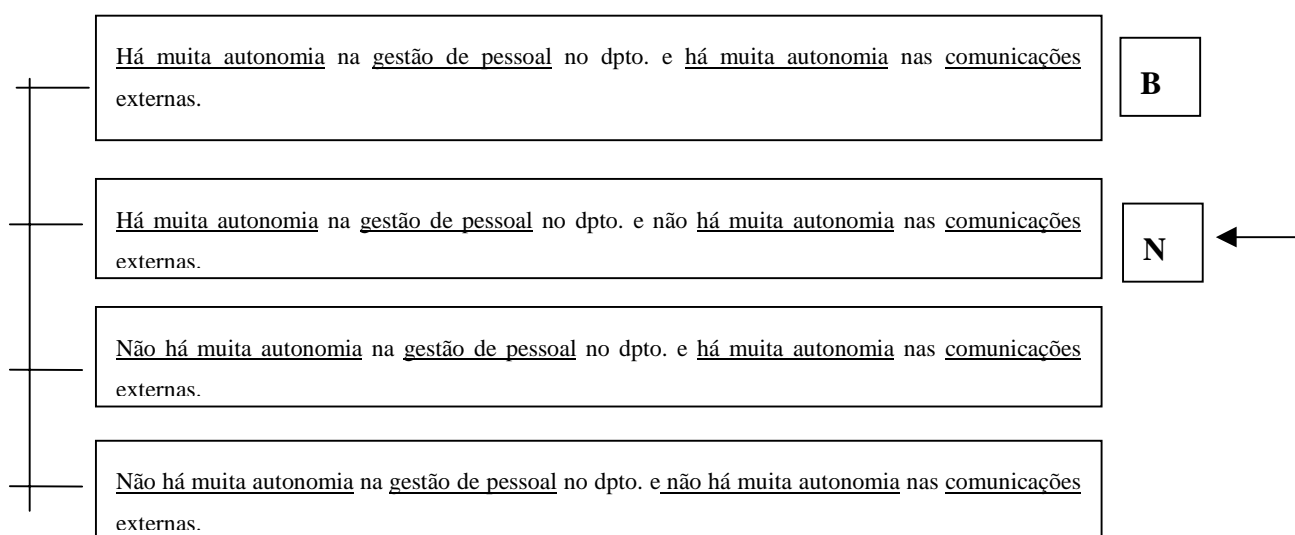 Há muita autonomia na gestão de pessoal no dpto. e há muita autonomia nas comunicações
externas.
B
Há muita autonomia na gestão de pessoal no dpto. e não há muita autonomia nas comunicações
externas.
N
Não há muita autonomia na gestão de pessoal no dpto. e há muita autonomia nas comunicações
externas.
Não há muita autonomia na gestão de pessoal no dpto. e não há muita autonomia nas comunicações
externas.